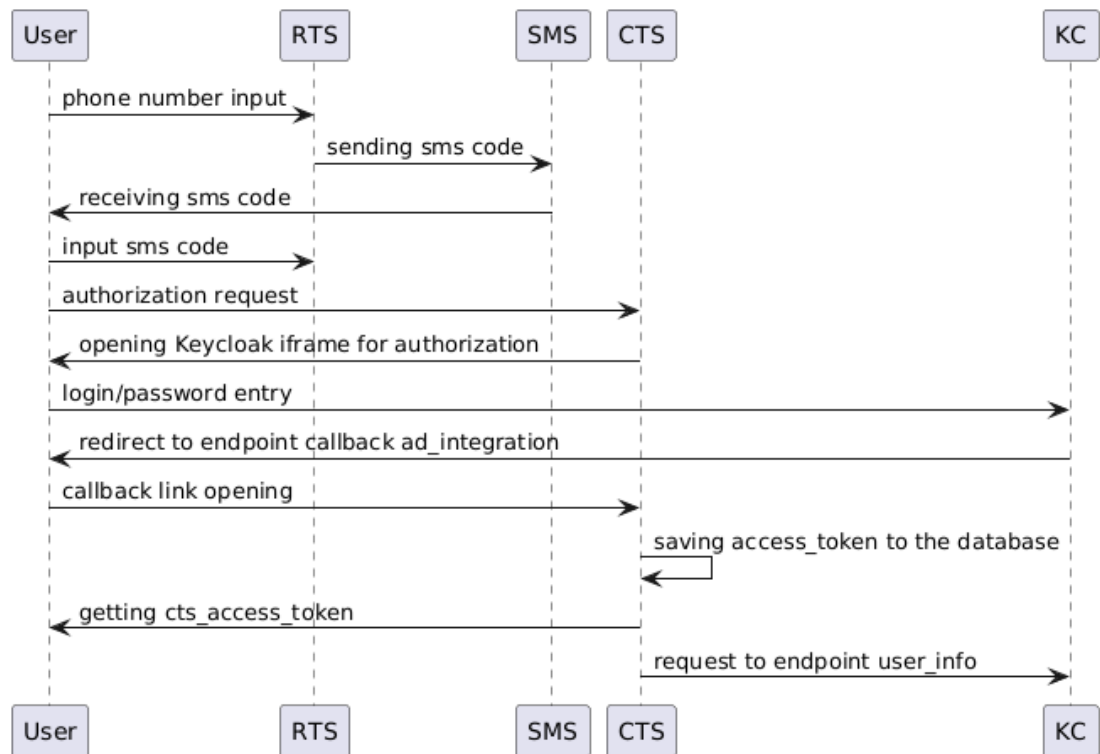 User RTS SMS CTS KC
phone number input
sending sms code
receiving sms code
input sms code
authorization request
opening Keycloak iframe for authorization
login/password entry
redirect to endpoint callback ad_integration
callback link opening
saving access_token to the database
getting cts_access_token
request to endpoint user_info
User RTS SMS CTS KC